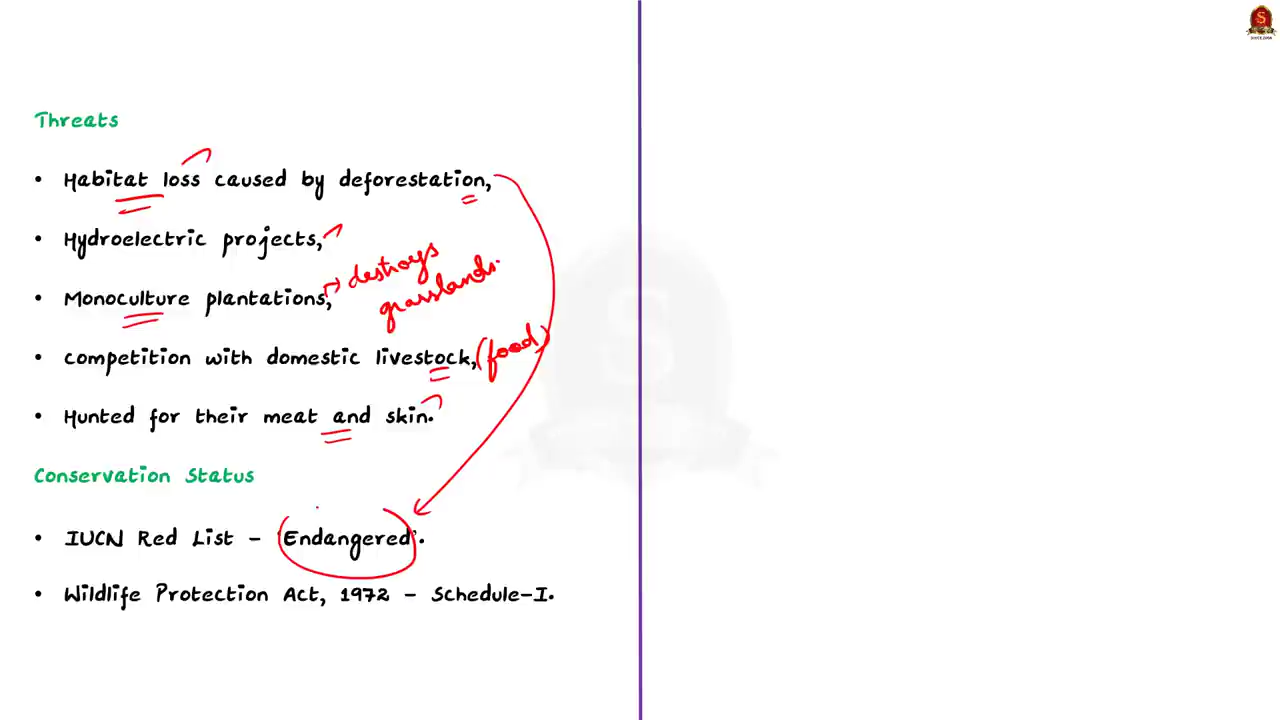 Threats
• Habitat loss caused by deforestation,
• Hydroelectric projects,
• Monoculture plantations, → destroys grasslands.
• Competition with domestic livestock, (food)
• Hunted for their meat and skin.
Conservation Status
• IUCN Red List – 'Endangered'.
• Wildlife Protection Act, 1972 – Schedule-I.